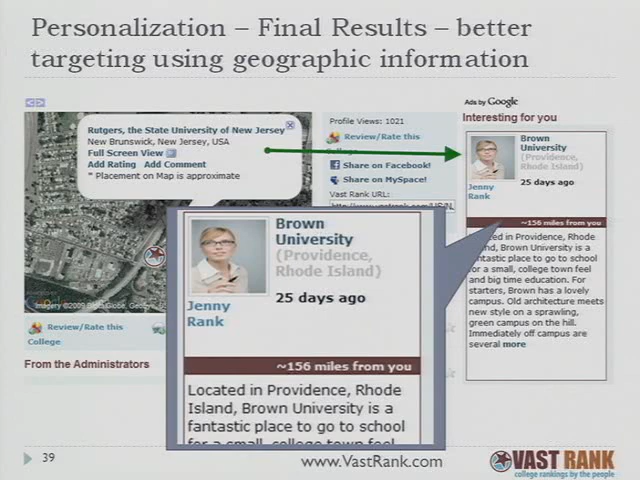 Personalization – Final Results – better
targeting using geographic information
Rutgers, the State University of New Jersey
New Brunswick, New Jersey, USA
Full Screen View
Add Rating Add Comment
* Placement on Map is approximate
Imagery ©2009
Review/Rate this
College
From the Administrators
Profile Views: 1021
Review/Rate this
Share on Facebook!
Share on MySpace!
Vast Rank URL:
Ads by Google
Interesting for you
Brown
University
(Providence,
Rhode Island)
25 days ago
Jenny
Rank
~156 miles from you
in Providence, Rhode
Brown University is a
fantastic place to go to school
for a small, college town feel
and big time education. For
starters, Brown has a lovely
campus. Old architecture meets
new style on a sprawling,
green campus on the hill.
Immediately off campus are
several more
Brown
University
(Providence,
Rhode Island)
25 days ago
Jenny
Rank
~156 miles from you
Located in Providence, Rhode
Island, Brown University is a
fantastic place to go to school
for a small, college town feel
39
www.VastRank.com
VAST RANK
college rankings by the people